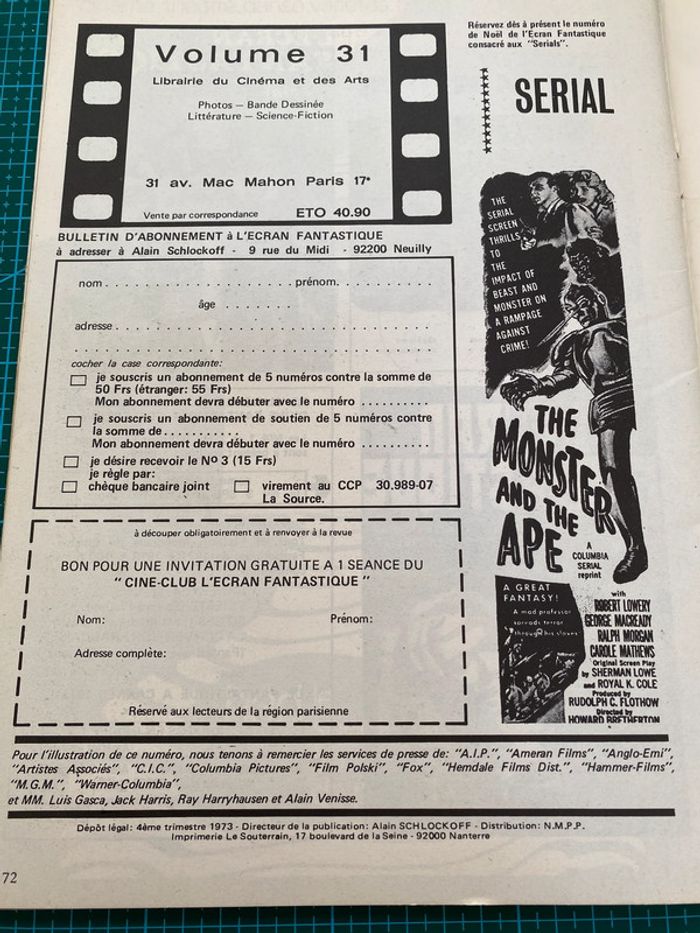 Volume 31
Librairie du Cinéma et des Arts
Photos — Bande Dessinée
Littérature — Science-Fiction
31 av. Mac Mahon Paris 17e
Vente par correspondance ETO 40.90
Réservez dès à présent le numéro
de Noël de l'Ecran Fantastique
consacré aux "Serials".
SERIAL
BULLETIN D'ABONNEMENT à L'ECRAN FANTASTIQUE
à adresser à Alain Schlockoff - 9 rue du Midi - 92200 Neuilly
nom . . . . . . . . . . . . . . . . . . . . . . . . . . . . prénom. . . . . . . . . . . . .
âge . . . . . . . .
adresse . . . . . . . . . . . . . . . . . . . . . . . . . . . . . . . . . . . . . . . . . .
. . . . . . . . . . . . . . . . . . . . . . . . . . . . . . . . . . . . . . . . . . . . . . . .
cocher la case correspondante:
je souscris un abonnement de 5 numéros contre la somme de
50 Frs (étranger: 55 Frs)
Mon abonnement devra débuter avec le numéro . . . . . . . . . .
je souscris un abonnement de soutien de 5 numéros contre
la somme de . . . . . . . . . . .
Mon abonnement devra débuter avec le numéro . . . . . . . . . .
je désire recevoir le No 3 (15 Frs)
je règle par:
chèque bancaire joint virement au CCP 30.989-07
La Source.
à découper obligatoirement et à renvoyer à la revue
BON POUR UNE INVITATION GRATUITE A 1 SEANCE DU
" CINE-CLUB L'ECRAN FANTASTIQUE "
Nom: Prénom:
Adresse complète:
Réservé aux lecteurs de la région parisienne
THE
SERIAL
SCREEN
THRILLS
TO
THE
IMPACT OF
BEAST AND
MONSTER ON
A RAMPAGE
AGAINST
CRIME!
THE
MONSTER
AND THE
APE
A
COLUMBIA
SERIAL
reprint
A GREAT
FANTASY!
A mad professor
spreads terror
through his slaves
with
ROBERT LOWERY
GEORGE MACREADY
RALPH MORGAN
CAROLE MATHEWS
Original Screen Play
by SHERMAN LOWE
and ROYAL K. COLE
Produced by
RUDOLPH C. FLOTHOW
Directed by
HOWARD BRETHERTON
Pour l'illustration de ce numéro, nous tenons à remercier les services de presse de: "A.I.P.", "Ameran Films", "Anglo-Emi",
"Artistes Associés", "C.I.C.", "Columbia Pictures", "Film Polski", "Fox", "Hemdale Films Dist.", "Hammer-Films",
"M.G.M.", "Warner-Columbia",
et MM. Luis Gasca, Jack Harris, Ray Harryhausen et Alain Venisse.
Dépôt légal: 4ème trimestre 1973 - Directeur de la publication: Alain SCHLOCKOFF - Distribution: N.M.P.P.
Imprimerie Le Souterrain, 17 boulevard de la Seine - 92000 Nanterre
72